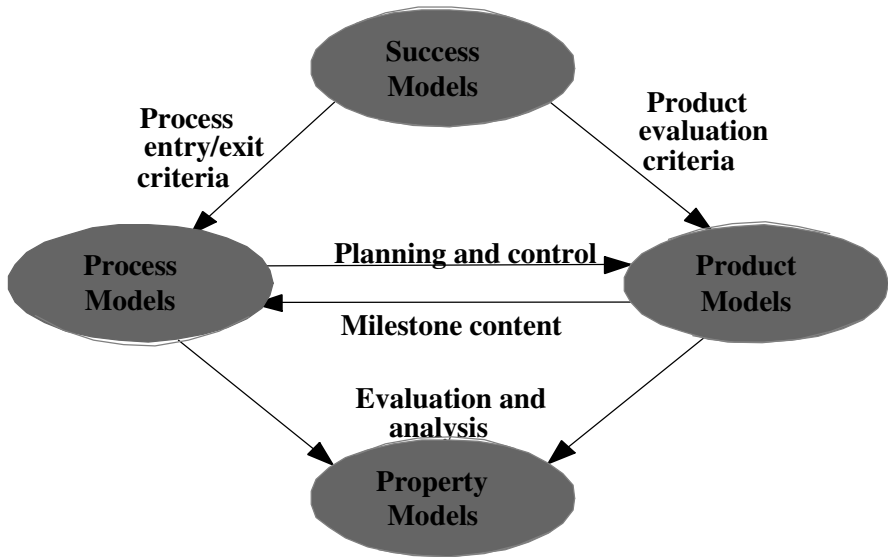 Success
Models
Process
entry/exit
criteria
Product
evaluation
criteria
Process
Models
Planning and control
Product
Models
Milestone content
Evaluation and
analysis
Property
Models